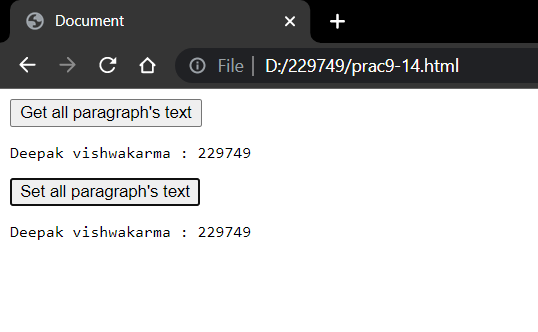 Document
File D:/229749/prac9-14.html
Get all paragraph's text
Deepak vishwakarma : 229749
Set all paragraph's text
Deepak vishwakarma : 229749